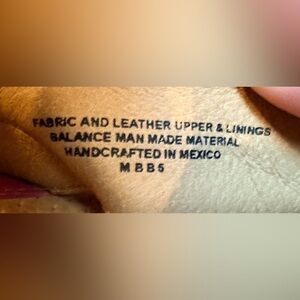 FABRIC AND LEATHER UPPER & LININGS
BALANCE MAN MADE MATERIAL
HANDCRAFTED IN MEXICO
M B B 5